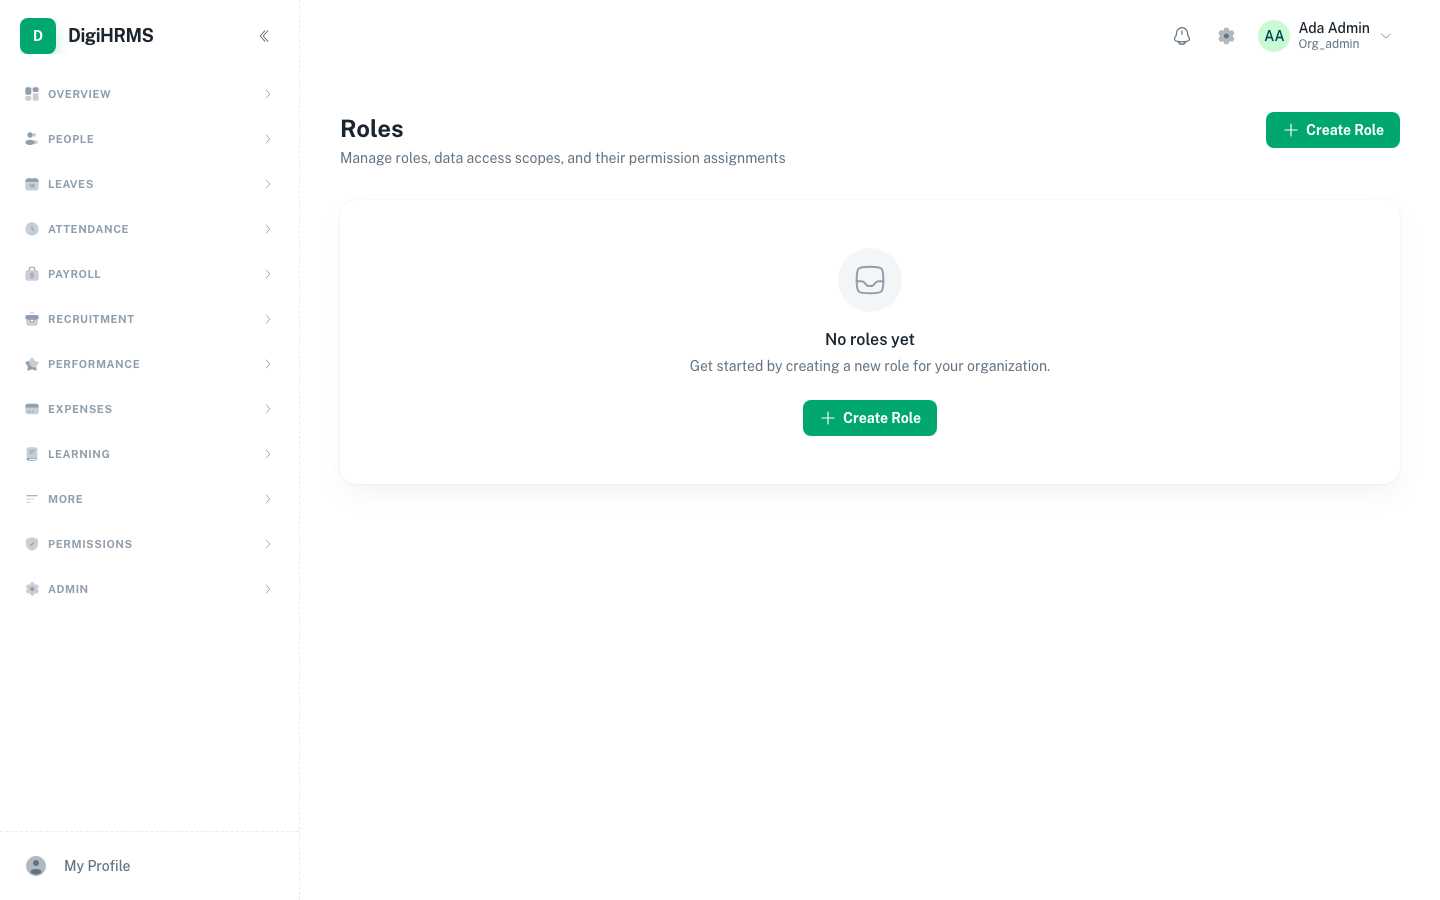 D
DigiHRMS
OVERVIEW
PEOPLE
LEAVES
ATTENDANCE
PAYROLL
RECRUITMENT
PERFORMANCE
EXPENSES
LEARNING
MORE
PERMISSIONS
ADMIN
My Profile
AA
Ada Admin
Org_admin
Roles
Manage roles, data access scopes, and their permission assignments
Create Role
No roles yet
Get started by creating a new role for your organization.
Create Role